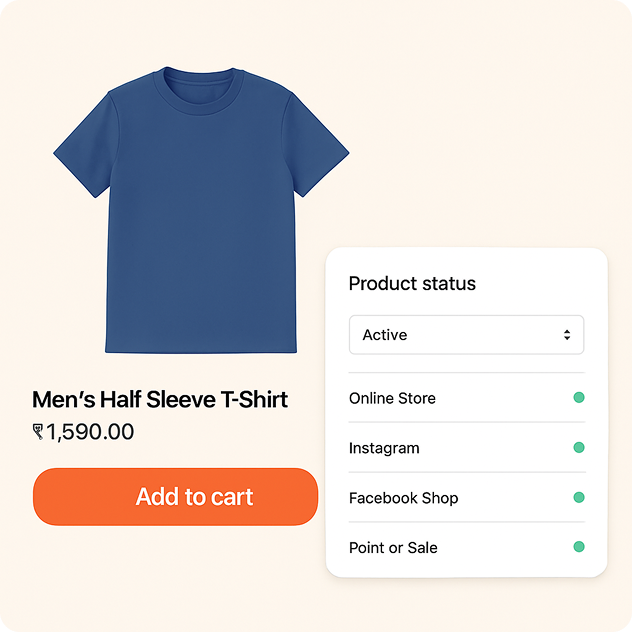 Men's Half Sleeve T-Shirt
₹1,590.00
Add to cart
Product status
Active
Online Store
Instagram
Facebook Shop
Point or Sale